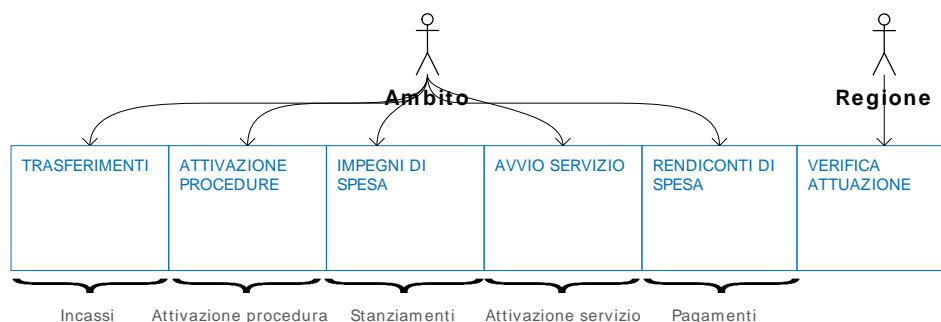 Ambito
Regione
TRASFERIMENTI
ATTIVAZIONE
PROCEDURE
IMPEGNI DI
SPESA
AVVIO SERVIZIO
RENDICONTI DI
SPESA
VERIFICA
ATTUAZIONE
Incassi
Attivazione procedura
Stanziamenti
Attivazione servizio
Pagamenti